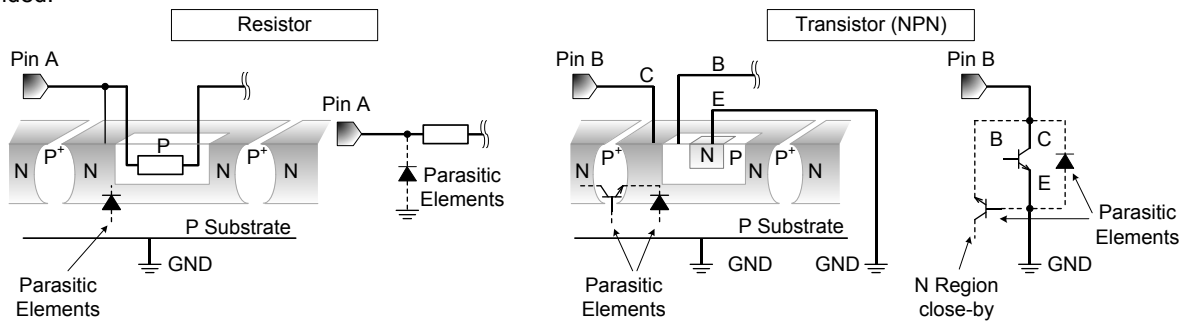 Resistor
Transistor (NPN)
Pin A
Pin A
Pin B
C
B
E
Pin B
N
P+
N
P
N
P+
N
Parasitic
Elements
P Substrate
GND
Parasitic
Elements
N
P+
N
N
P
P+
N
P Substrate
GND
GND
Parasitic
Elements
B
C
E
Parasitic
Elements
GND
N Region
close-by